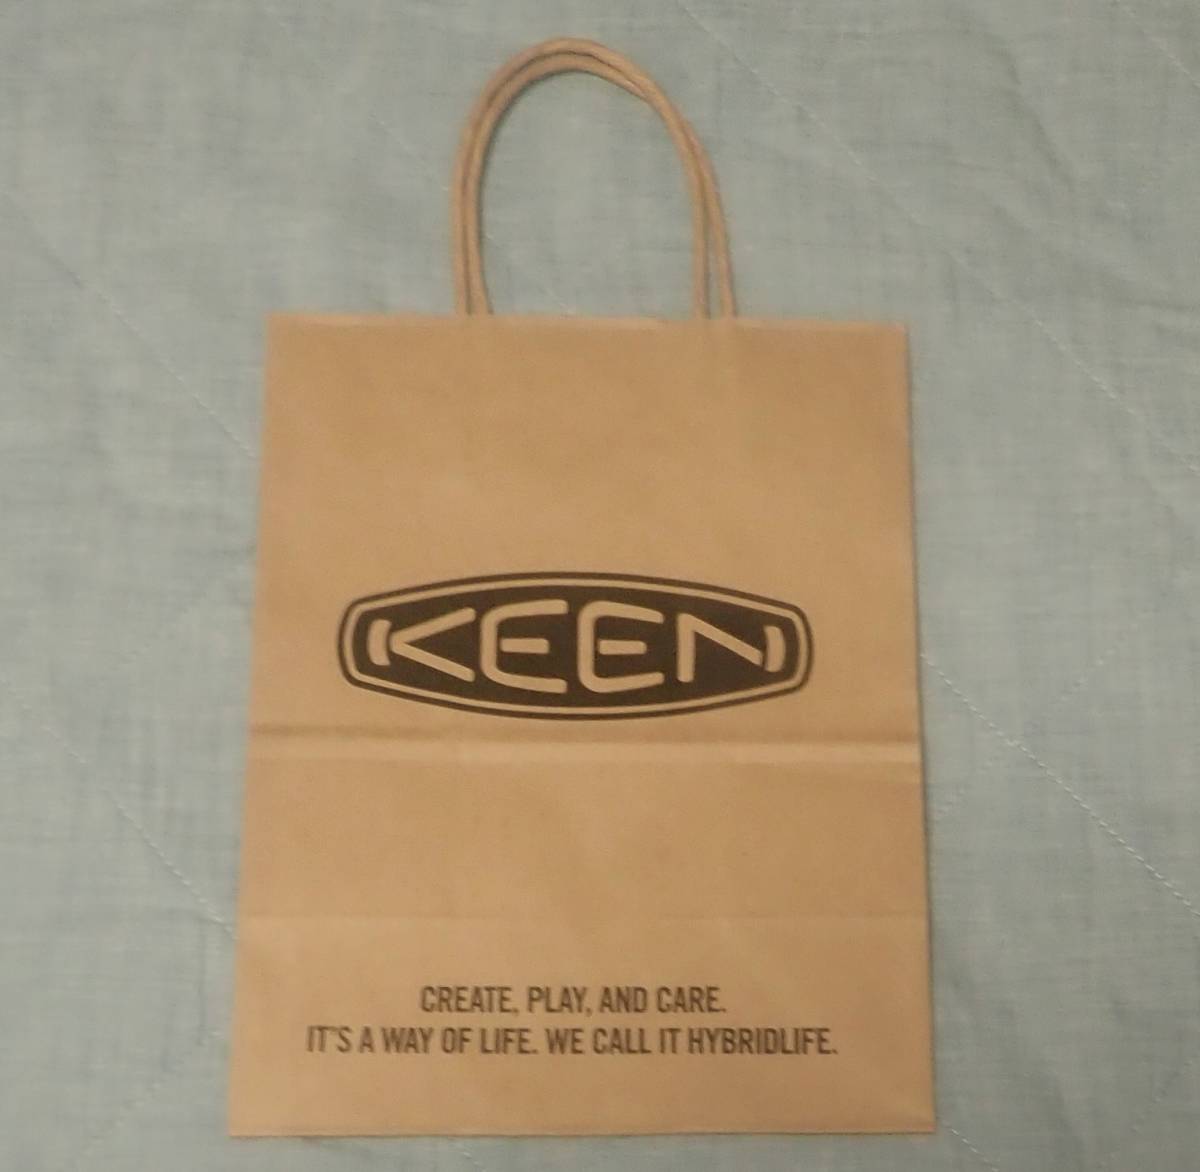 KEEN
CREATE, PLAY, AND CARE.
IT'S A WAY OF LIFE. WE CALL IT HYBRIDLIFE.